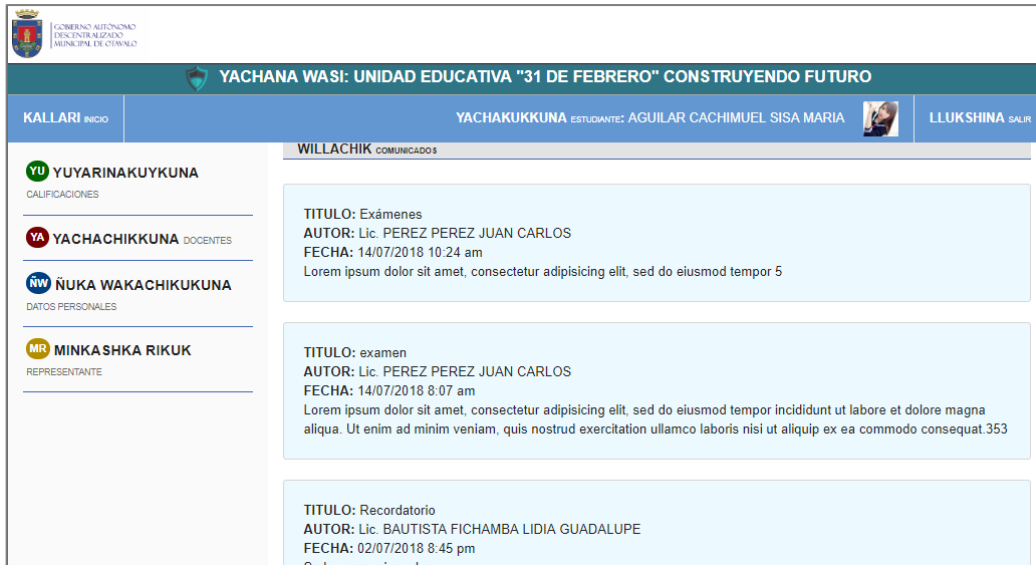 GOBIERNO AUTÓNOMO
DESCENTRALIZADO
MUNICIPAL DE OTAVALO
YACHANA WASI: UNIDAD EDUCATIVA "31 DE FEBRERO" CONSTRUYENDO FUTURO
KALLARI INICIO
YACHAKUKKUNA ESTUDIANTE: AGUILAR CACHIMUEL SISA MARIA
LLUKSHINA SALIR
YU YUYARINAKUYKUNA
CALIFICACIONES
YA YACHACHIKKUNA DOCENTES
ÑW ÑUKA WAKACHIKUKUNA
DATOS PERSONALES
MR MINKASHKA RIKUK
REPRESENTANTE
WILLACHIK COMUNICADOS
TITULO: Exámenes
AUTOR: Lic. PEREZ PEREZ JUAN CARLOS
FECHA: 14/07/2018 10:24 am
Lorem ipsum dolor sit amet, consectetur adipisicing elit, sed do eiusmod tempor 5
TITULO: examen
AUTOR: Lic. PEREZ PEREZ JUAN CARLOS
FECHA: 14/07/2018 8:07 am
Lorem ipsum dolor sit amet, consectetur adipisicing elit, sed do eiusmod tempor incididunt ut labore et dolore magna
aliqua. Ut enim ad minim veniam, quis nostrud exercitation ullamco laboris nisi ut aliquip ex ea commodo consequat.353
TITULO: Recordatorio
AUTOR: Lic. BAUTISTA FICHAMBA LIDIA GUADALUPE
FECHA: 02/07/2018 8:45 pm